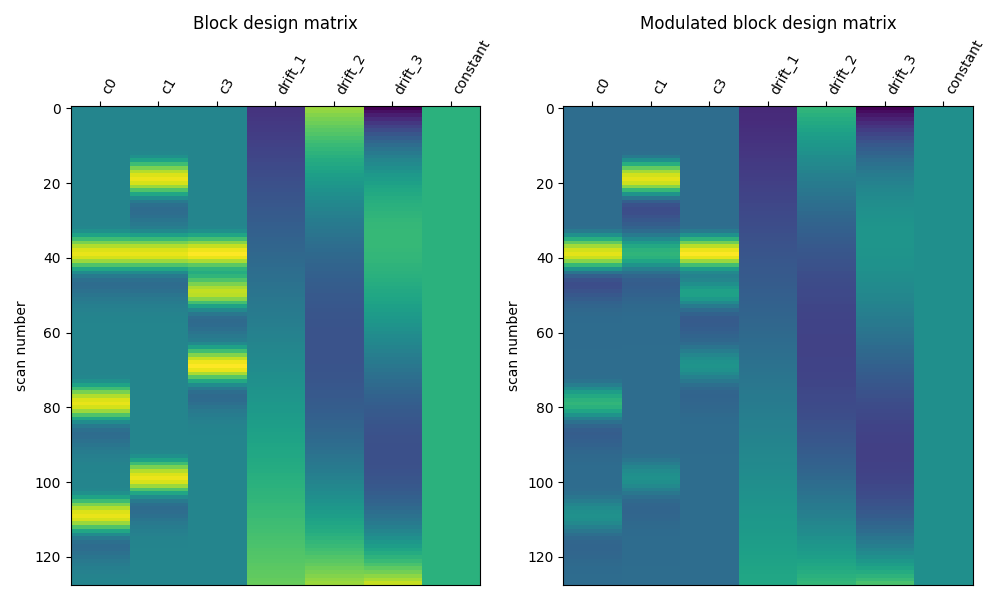 Block design matrix
c0 c1 c3 drift_1 drift_2 drift_3 constant
0
20
40
60
80
100
120
scan number
Modulated block design matrix
c0 c1 c3 drift_1 drift_2 drift_3 constant
0
20
40
60
80
100
120
scan number